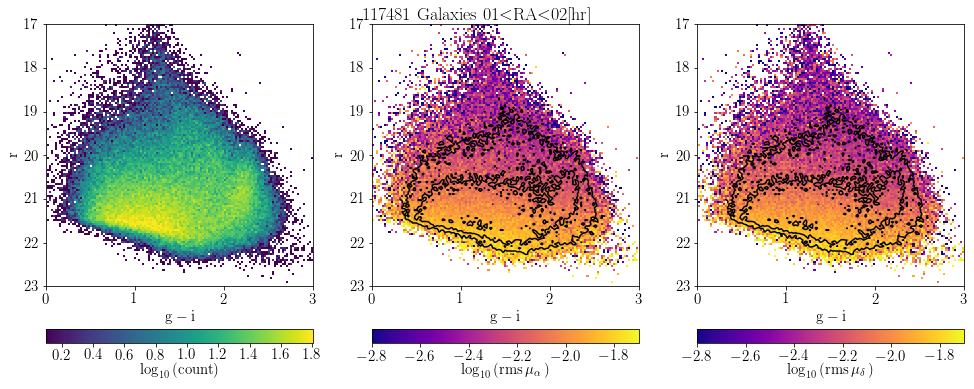 117481 Galaxies 01<RA<02[hr]
17
18
19
20
21
22
23
r
0
1
2
3
g − i
0.2 0.4 0.6 0.8 1.0 1.2 1.4 1.6 1.8
log10 (count)
17
18
19
20
21
22
23
r
0
1
2
3
g − i
−2.8 −2.6 −2.4 −2.2 −2.0 −1.8
log10 (rms μα )
17
18
19
20
21
22
23
r
0
1
2
3
g − i
−2.8 −2.6 −2.4 −2.2 −2.0 −1.8
log10 (rms μδ )